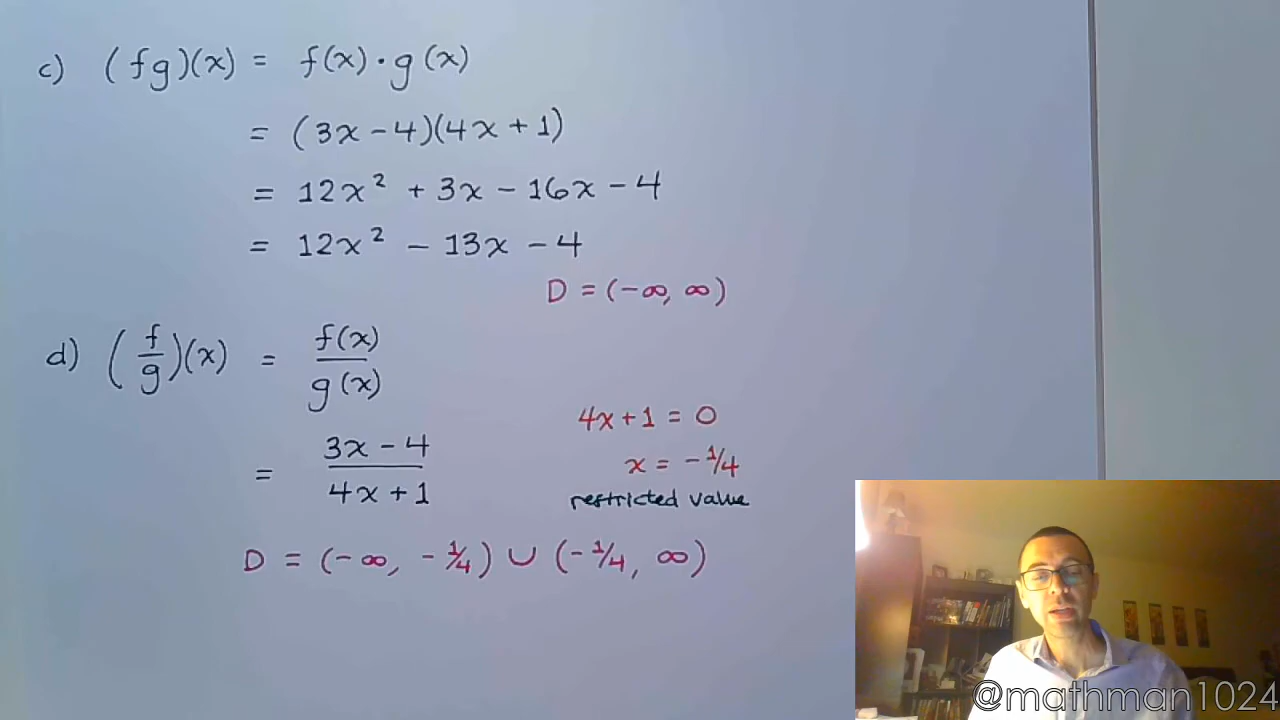 c) (fg)(x) = f(x) · g(x)
= (3x − 4)(4x + 1)
= 12x² + 3x − 16x − 4
= 12x² − 13x − 4
D = (−∞, ∞)
d) (f/g)(x) = f(x)/g(x)
= 3x − 4/4x + 1
4x + 1 = 0
x = −1/4
restricted value
D = (−∞, −1/4) ∪ (−1/4, ∞)
@mathman1024